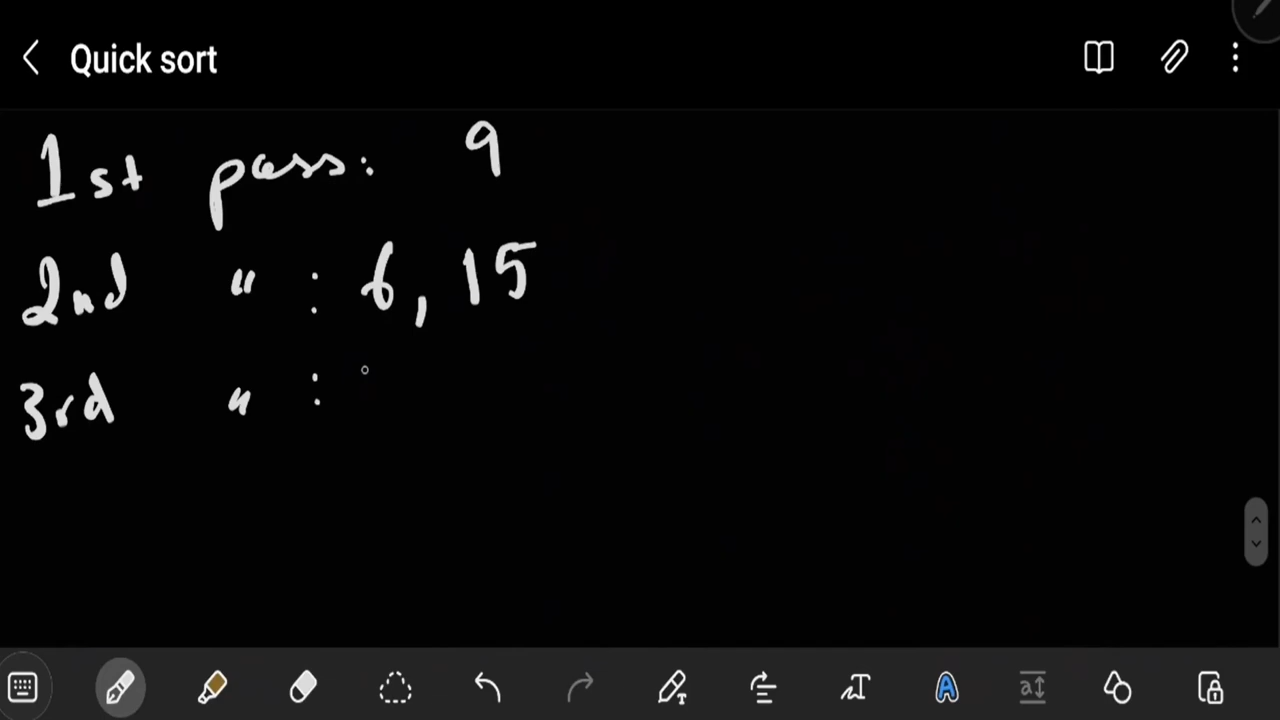 Quick sort
1st pass: 9
2nd " : 6, 15
3rd " :